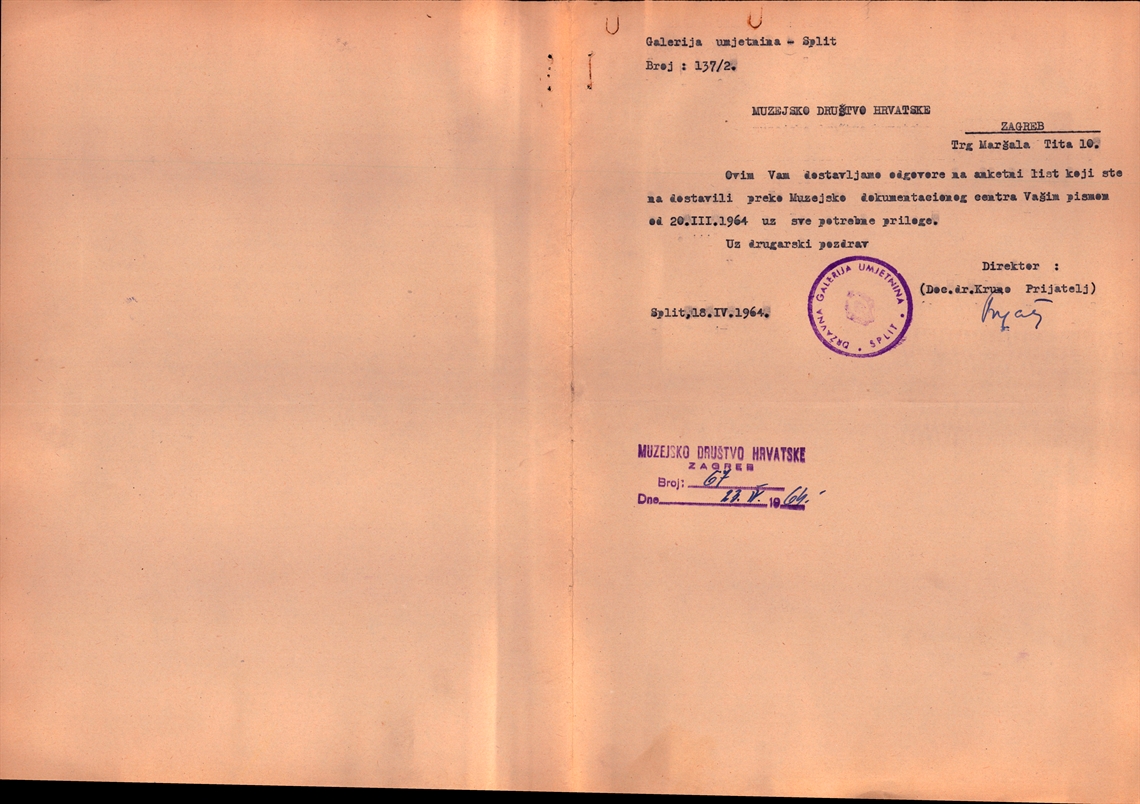 Galerija umjetnina - Split
Broj : 137/2.
MUZEJSKO DRUŠTVO HRVATSKE
ZAGREB
Trg Maršala Tita 10.
Ovim Vam dostavljamo odgovore na anketni list koji ste
na dostavili preko Muzejsko dokumentacionog centra Vašim pismom
od 20.III.1964 uz sve potrebne priloge.
Uz drugarski pozdrav
Direktor :
(Doc.dr.Kruno Prijatelj)
Split,18.IV.1964.
DRŽAVNA GALERIJA UMJETNINA • SPLIT •
MUZEJSKO DRUŠTVO HRVATSKE
ZAGREB
Broj: 67
Dne 1964.